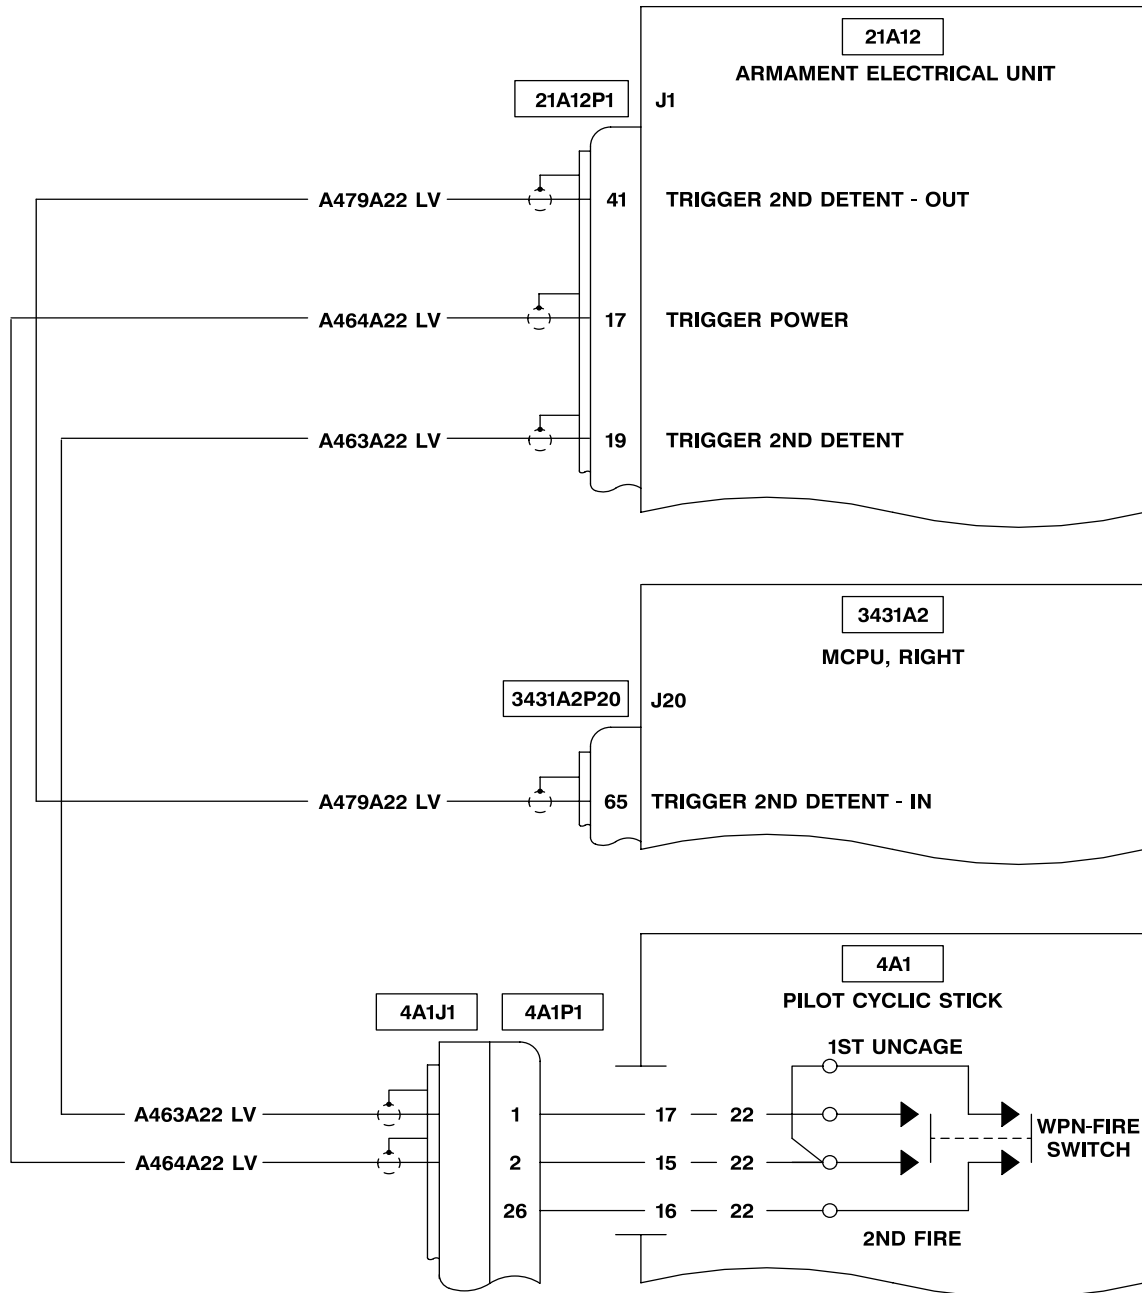 21A12
ARMAMENT ELECTRICAL UNIT
21A12P1 J1
A479A22 LV 41 TRIGGER 2ND DETENT - OUT
A464A22 LV 17 TRIGGER POWER
A463A22 LV 19 TRIGGER 2ND DETENT
3431A2
MCPU, RIGHT
3431A2P20 J20
A479A22 LV 65 TRIGGER 2ND DETENT - IN
4A1
PILOT CYCLIC STICK
4A1J1 4A1P1
1ST UNCAGE
A463A22 LV 1 17 22
WPN-FIRE
SWITCH
A464A22 LV 2 15 22
26 16 22
2ND FIRE